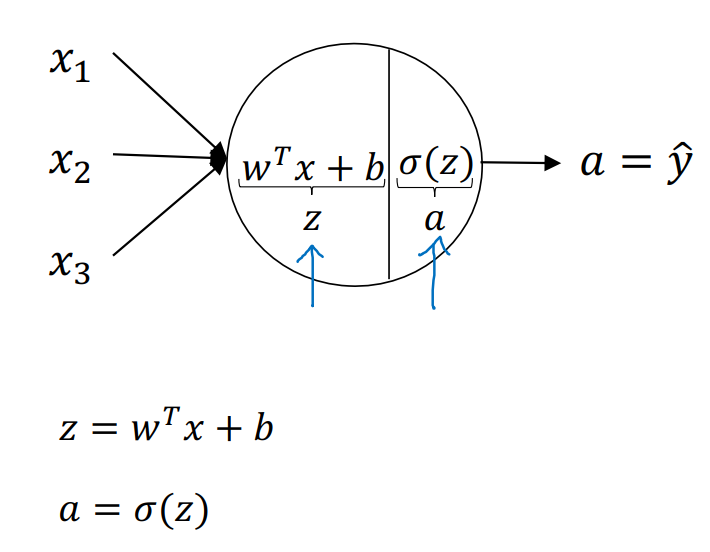 x₁
x₂
x₃
wᵀx + b
z
σ(z)
a
a = ŷ
z = wᵀx + b
a = σ(z)